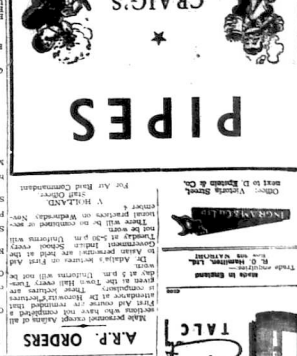 A.R.P. ORDERS
Male personnel except Asians of all
sections who have not completed a
First Aid course are reminded that
attendance at Dr Horowitz's lectures
is compulsory. These lectures are
given at the Town Hall every Tues-
day at 5 p.m. Uniforms will not be
worn.
Dr. Adalja's lectures in First Aid
to Asian personnel are held at the
Government Indian School every
Tuesday at 5-30 p.m. Uniforms will
not be worn.
There will be no combined or sec-
tional practices on Wednesday Nov-
ember 4
V HOLLAND.
Staff Officer
For Air Raid Commandant
TALC
Made in England
Trade enquiries
H. O. R. Hamilton Ltd.
INGRAM
Office: Victoria Street,
next to D. Epstein & Co.
PIPES
CRAIG'S